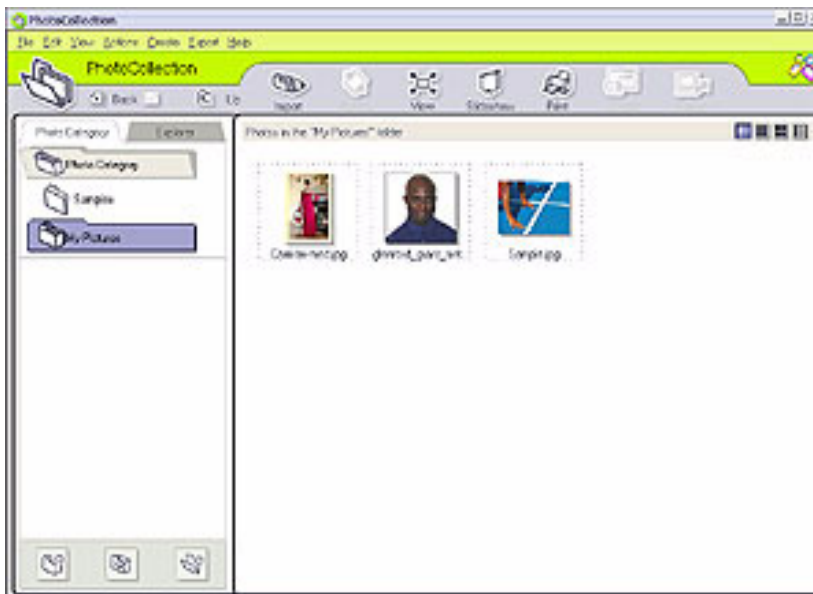 PhotoCollection
File Edit View Actions Create Export Help
PhotoCollection
Back Up
Import View Slideshow Print
Photo Category Explorer
Photos in the "My Pictures" folder
Photo Category
Samples
My Pictures
Sample.jpg